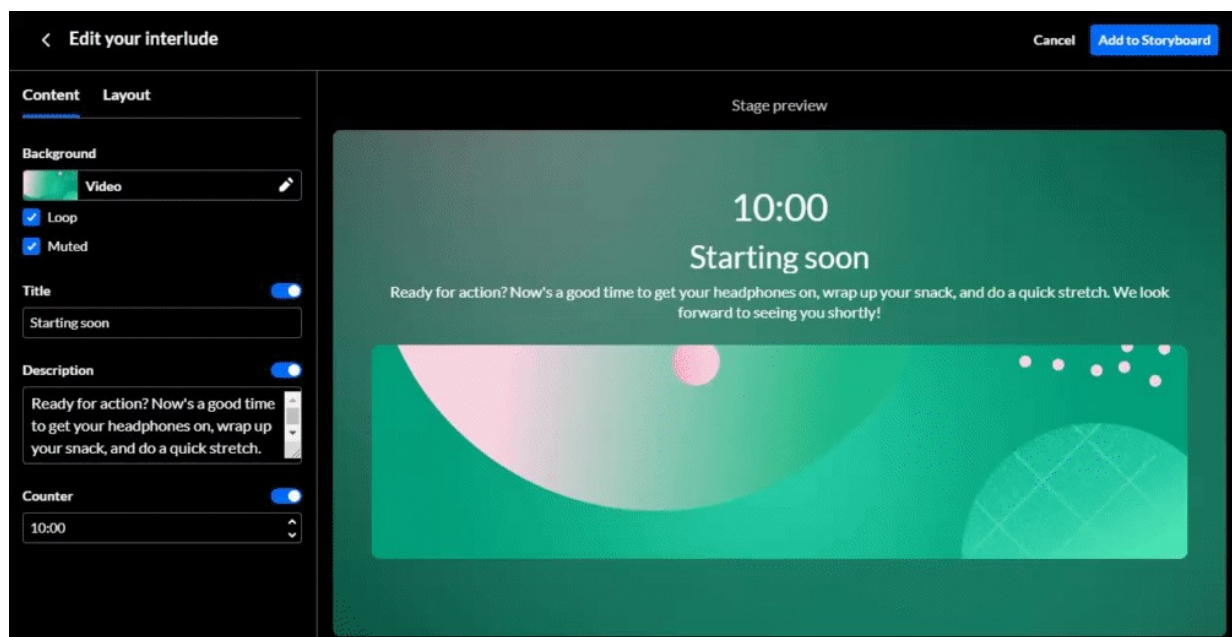 Edit your interlude
Cancel
Add to Storyboard
Content
Layout
Background
Video
Loop
Muted
Title
Starting soon
Description
Ready for action? Now's a good time
to get your headphones on, wrap up
your snack, and do a quick stretch.
Counter
10:00
Stage preview
10:00
Starting soon
Ready for action? Now's a good time to get your headphones on, wrap up your snack, and do a quick stretch. We look
forward to seeing you shortly!